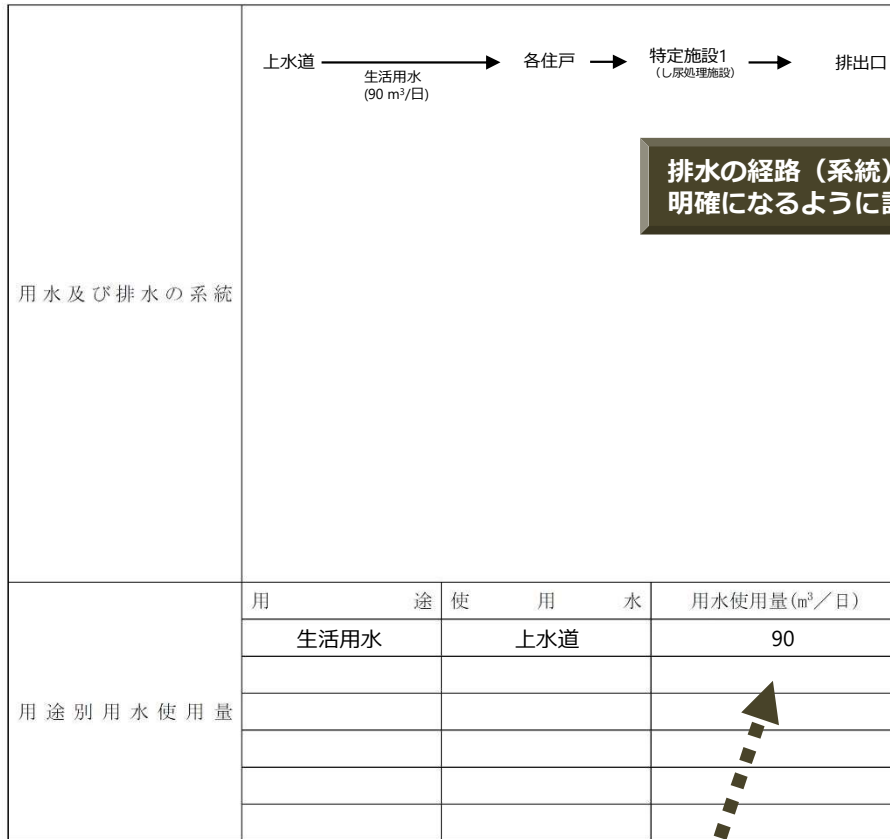 上水道
生活用水
(90 m³/日)
各住戸
特定施設1
(し尿処理施設)
排出口
排水の経路（系統）
明確になるように
用水及び排水の系統
用途 使用水 用水使用量(m³／日)
生活用水 上水道 90
用途別用水使用量